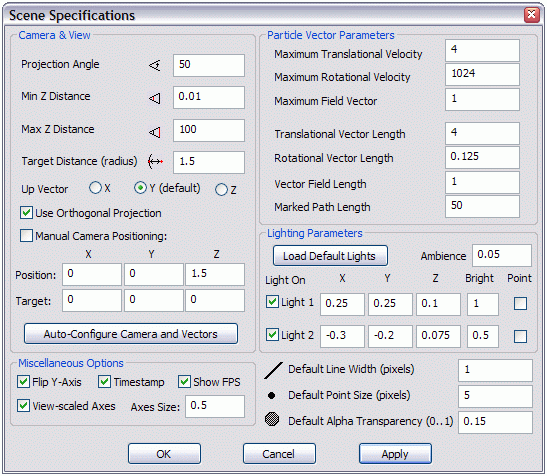 Scene Specifications
Camera & View
Projection Angle 50
Min Z Distance 0.01
Max Z Distance 100
Target Distance (radius) 1.5
Up Vector X Y (default) Z
Use Orthogonal Projection
Manual Camera Positioning:
X Y Z
Position: 0 0 1.5
Target: 0 0 0
Auto-Configure Camera and Vectors
Miscellaneous Options
Flip Y-Axis Timestamp Show FPS
View-scaled Axes Axes Size: 0.5
Particle Vector Parameters
Maximum Translational Velocity 4
Maximum Rotational Velocity 1024
Maximum Field Vector 1
Translational Vector Length 4
Rotational Vector Length 0.125
Vector Field Length 1
Marked Path Length 50
Lighting Parameters
Load Default Lights Ambience 0.05
Light On X Y Z Bright Point
Light 1 0.25 0.25 0.1 1
Light 2 -0.3 -0.2 0.075 0.5
Default Line Width (pixels) 1
Default Point Size (pixels) 5
Default Alpha Transparency (0..1) 0.15
OK Cancel Apply